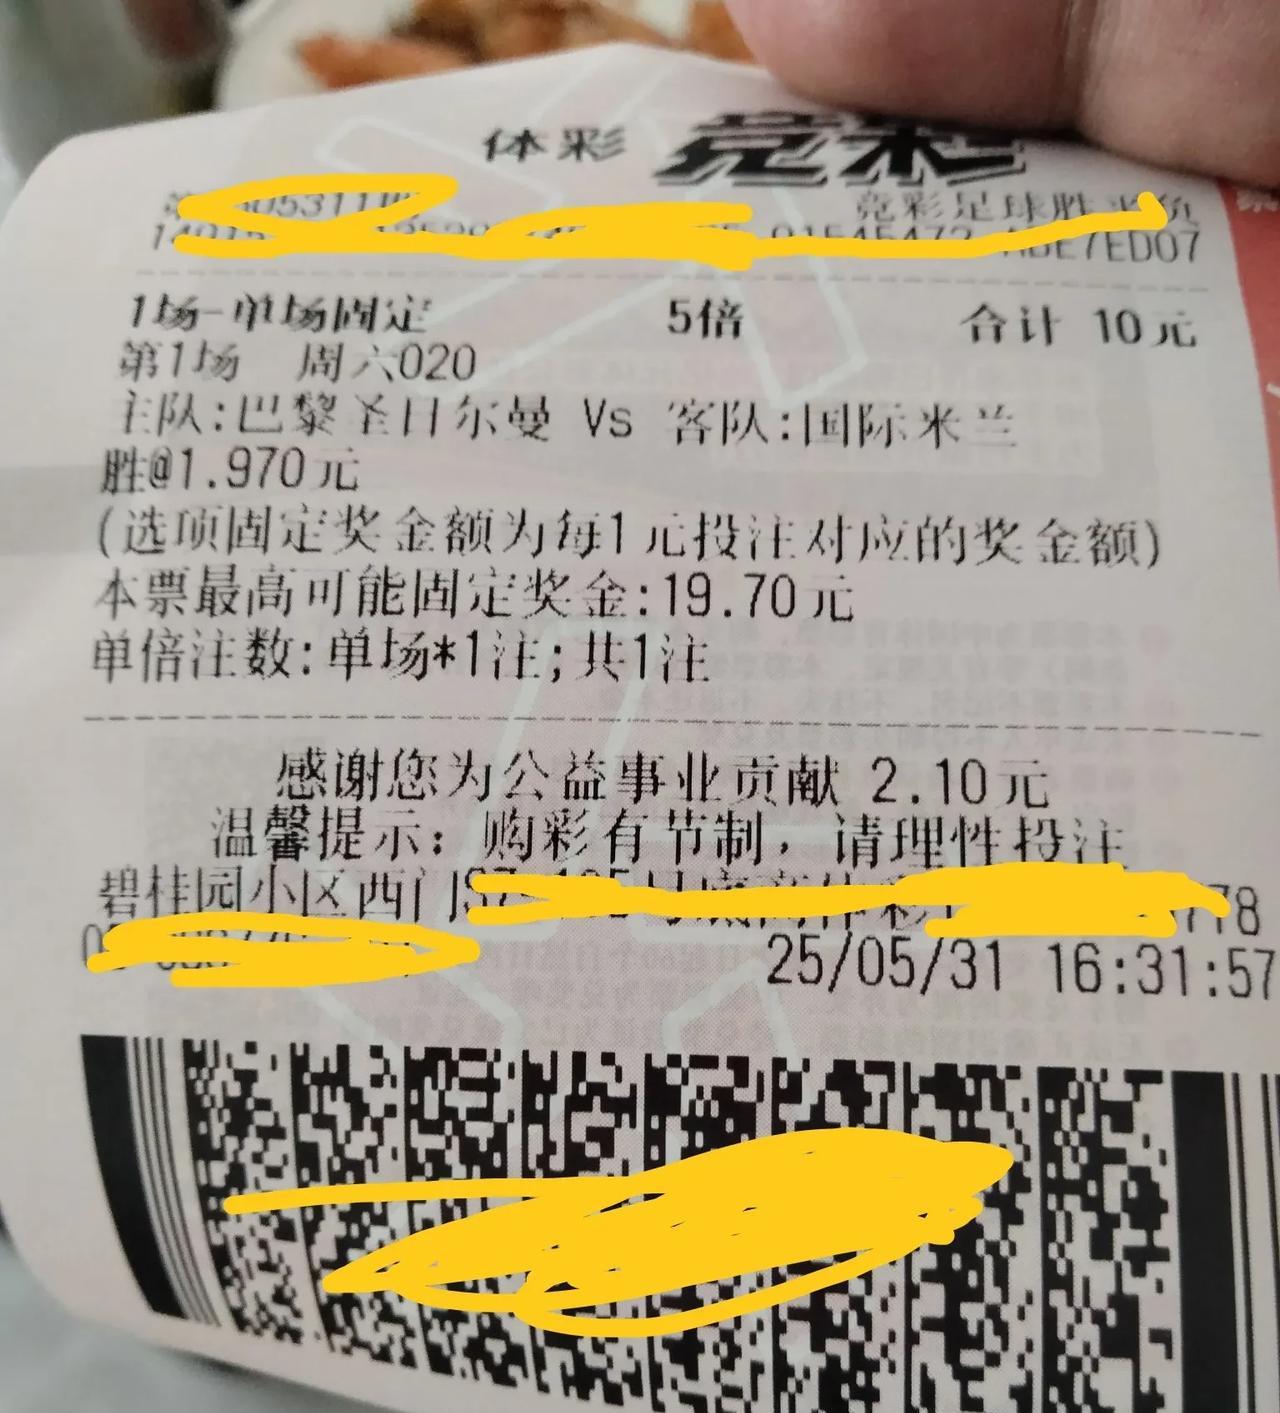 体彩 竞彩
竞彩足球胜平负
1场-单场固定 5倍 合计 10元
第1场 周六020
主队:巴黎圣日尔曼 Vs 客队:国际米兰
胜@1.970元
(选项固定奖金额为每1元投注对应的奖金额)
本票最高可能固定奖金:19.70元
单倍注数:单场*1注;共1注
感谢您为公益事业贡献 2.10元
温馨提示: 购彩有节制,请理性投注
碧桂园小区西门
25/05/31 16:31:57